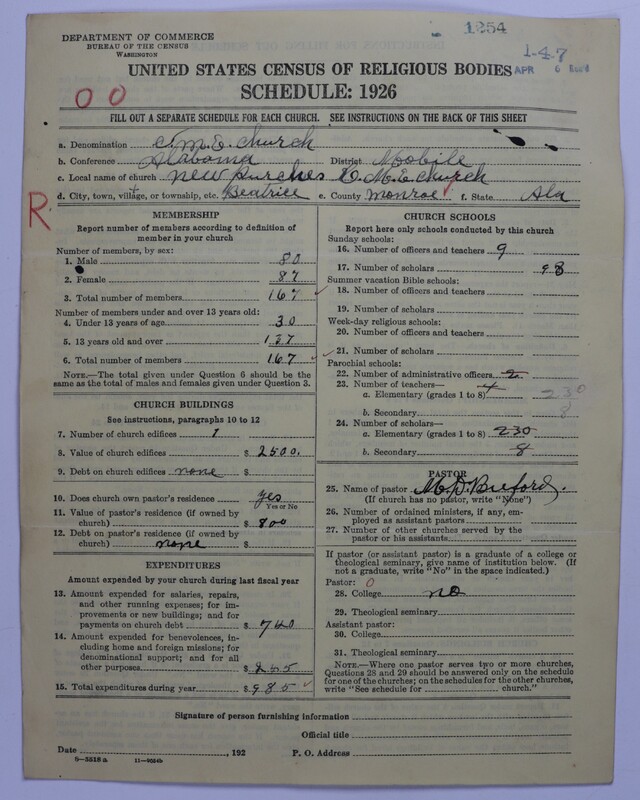 1254
DEPARTMENT OF COMMERCE
BUREAU OF THE CENSUS
WASHINGTON
1-4-7
APR 6
UNITED STATES CENSUS OF RELIGIOUS BODIES
SCHEDULE: 1926
00
FILL OUT A SEPARATE SCHEDULE FOR EACH CHURCH. SEE INSTRUCTIONS ON THE BACK OF THIS SHEET
a. Denomination C.M.E. Church
b. Conference Alabama District Mobile
c. Local name of church New Purches C.M.E Church
d. City, town, village, or township, etc. Beatrice e. County Monroe f. State Ala
R.
MEMBERSHIP
Report number of members according to definition of
member in your church
Number of members, by sex:
1. Male 80
2. Female 87
3. Total number of members 167
Number of members under and over 13 years old:
4. Under 13 years of age 30
5. 13 years old and over 137
6. Total number of members 167
NOTE.—The total given under Question 6 should be the
same as the total of males and females given under Question 3.
CHURCH BUILDINGS
See instructions, paragraphs 10 to 12
7. Number of church edifices 1
8. Value of church edifices $ 2500.
9. Debt on church edifices none $
10. Does church own pastor's residence yes
Yes or No
11. Value of pastor's residence (if owned by
church) $ 800
12. Debt on pastor's residence (if owned by
church) none $
EXPENDITURES
Amount expended by your church during last fiscal year
13. Amount expended for salaries, repairs,
and other running expenses; for im-
provements or new buildings; and for
payments on church debt $ 740
14. Amount expended for benevolences, in-
cluding home and foreign missions; for
denominational support; and for all
other purposes $ 245
15. Total expenditures during year $ 985
CHURCH SCHOOLS
Report here only schools conducted by this church
Sunday schools:
16. Number of officers and teachers 9
17. Number of scholars 98
Summer vacation Bible schools:
18. Number of officers and teachers
19. Number of scholars
Week-day religious schools:
20. Number of officers and teachers
21. Number of scholars
Parochial schools:
22. Number of administrative officers 2
23. Number of teachers— 4
a. Elementary (grades 1 to 8) 230
b. Secondary 8
24. Number of scholars—
a. Elementary (grades 1 to 8) 230
b. Secondary 8
PASTOR
25. Name of pastor M. D. Buford
(If church has no pastor, write "None")
26. Number of ordained ministers, if any, em-
ployed as assistant pastors
27. Number of other churches served by the
pastor or his assistants
If pastor (or assistant pastor) is a graduate of a college or
theological seminary, give name of institution below. (If
not a graduate, write "No" in the space indicated.)
Pastor: 0
28. College no
29. Theological seminary
Assistant pastor:
30. College
31. Theological seminary
NOTE.—Where one pastor serves two or more churches,
Questions 28 and 29 should be answered only on the schedule
for one of the churches; on the schedules for the other churches,
write "See schedule for church."
Signature of person furnishing information
Official title
Date , 192 P. O. Address